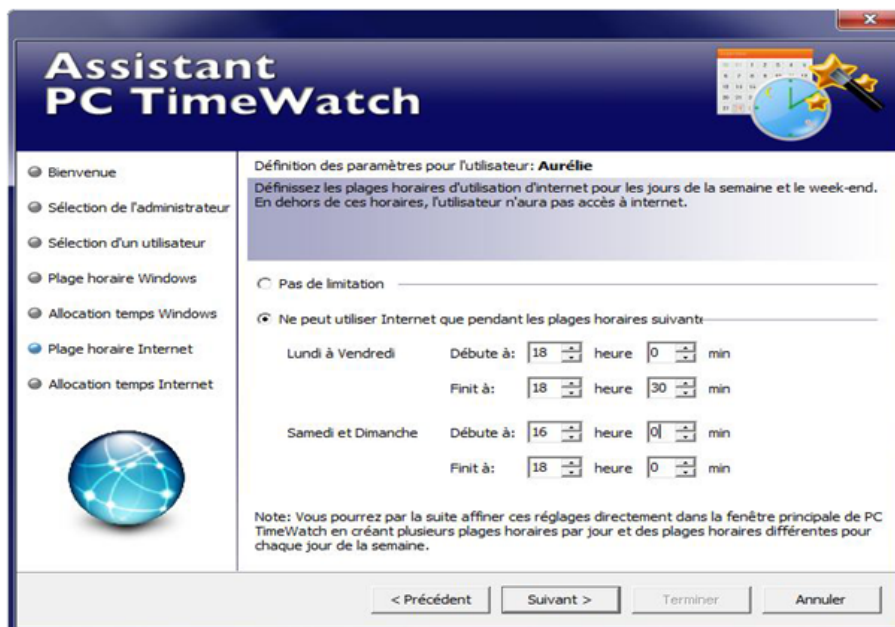 Assistant
PC TimeWatch
Bienvenue
Sélection de l'administrateur
Sélection d'un utilisateur
Plage horaire Windows
Allocation temps Windows
Plage horaire Internet
Allocation temps Internet
Définition des paramètres pour l'utilisateur: Aurélie
Définissez les plages horaires d'utilisation d'internet pour les jours de la semaine et le week-end.
En dehors de ces horaires, l'utilisateur n'aura pas accès à internet.
Pas de limitation
Ne peut utiliser Internet que pendant les plages horaires suivante
Lundi à Vendredi Débute à: 18 heure 0 min
Finit à: 18 heure 30 min
Samedi et Dimanche Débute à: 16 heure 0 min
Finit à: 18 heure 0 min
Note: Vous pourrez par la suite affiner ces réglages directement dans la fenêtre principale de PC
TimeWatch en créant plusieurs plages horaires par jour et des plages horaires différentes pour
chaque jour de la semaine.
< Précédent Suivant > Terminer Annuler